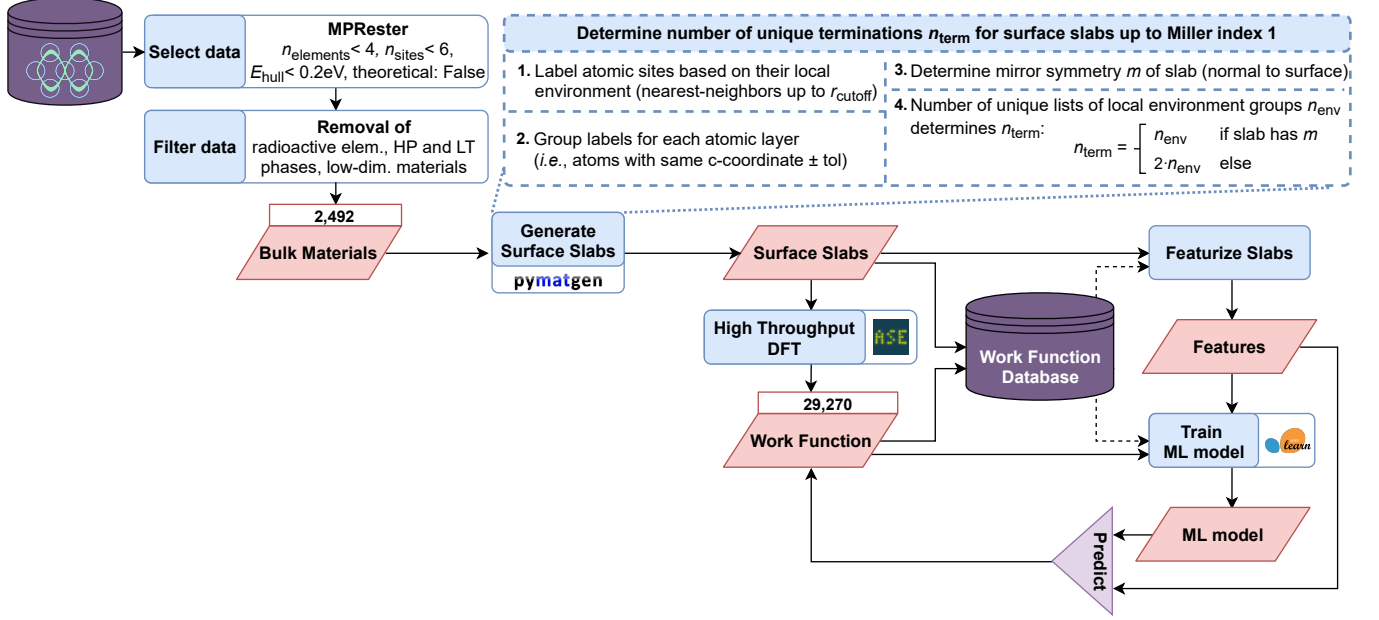 Select data
MPRester
n_elements< 4, n_sites< 6,
E_hull< 0.2eV, theoretical: False
Filter data
Removal of
radioactive elem., HP and LT
phases, low-dim. materials
Determine number of unique terminations n_term for surface slabs up to Miller index 1
1. Label atomic sites based on their local
environment (nearest-neighbors up to r_cutoff)
2. Group labels for each atomic layer
(i.e., atoms with same c-coordinate ± tol)
3. Determine mirror symmetry m of slab (normal to surface)
4. Number of unique lists of local environment groups n_env
determines n_term:
n_term =
n_env if slab has m
2·n_env else
2,492
Bulk Materials
Generate
Surface Slabs
pymatgen
Surface Slabs
Featurize Slabs
High Throughput
DFT
ASE
Work Function
Database
Features
29,270
Work Function
Train
ML model
learn
ML model
Predict